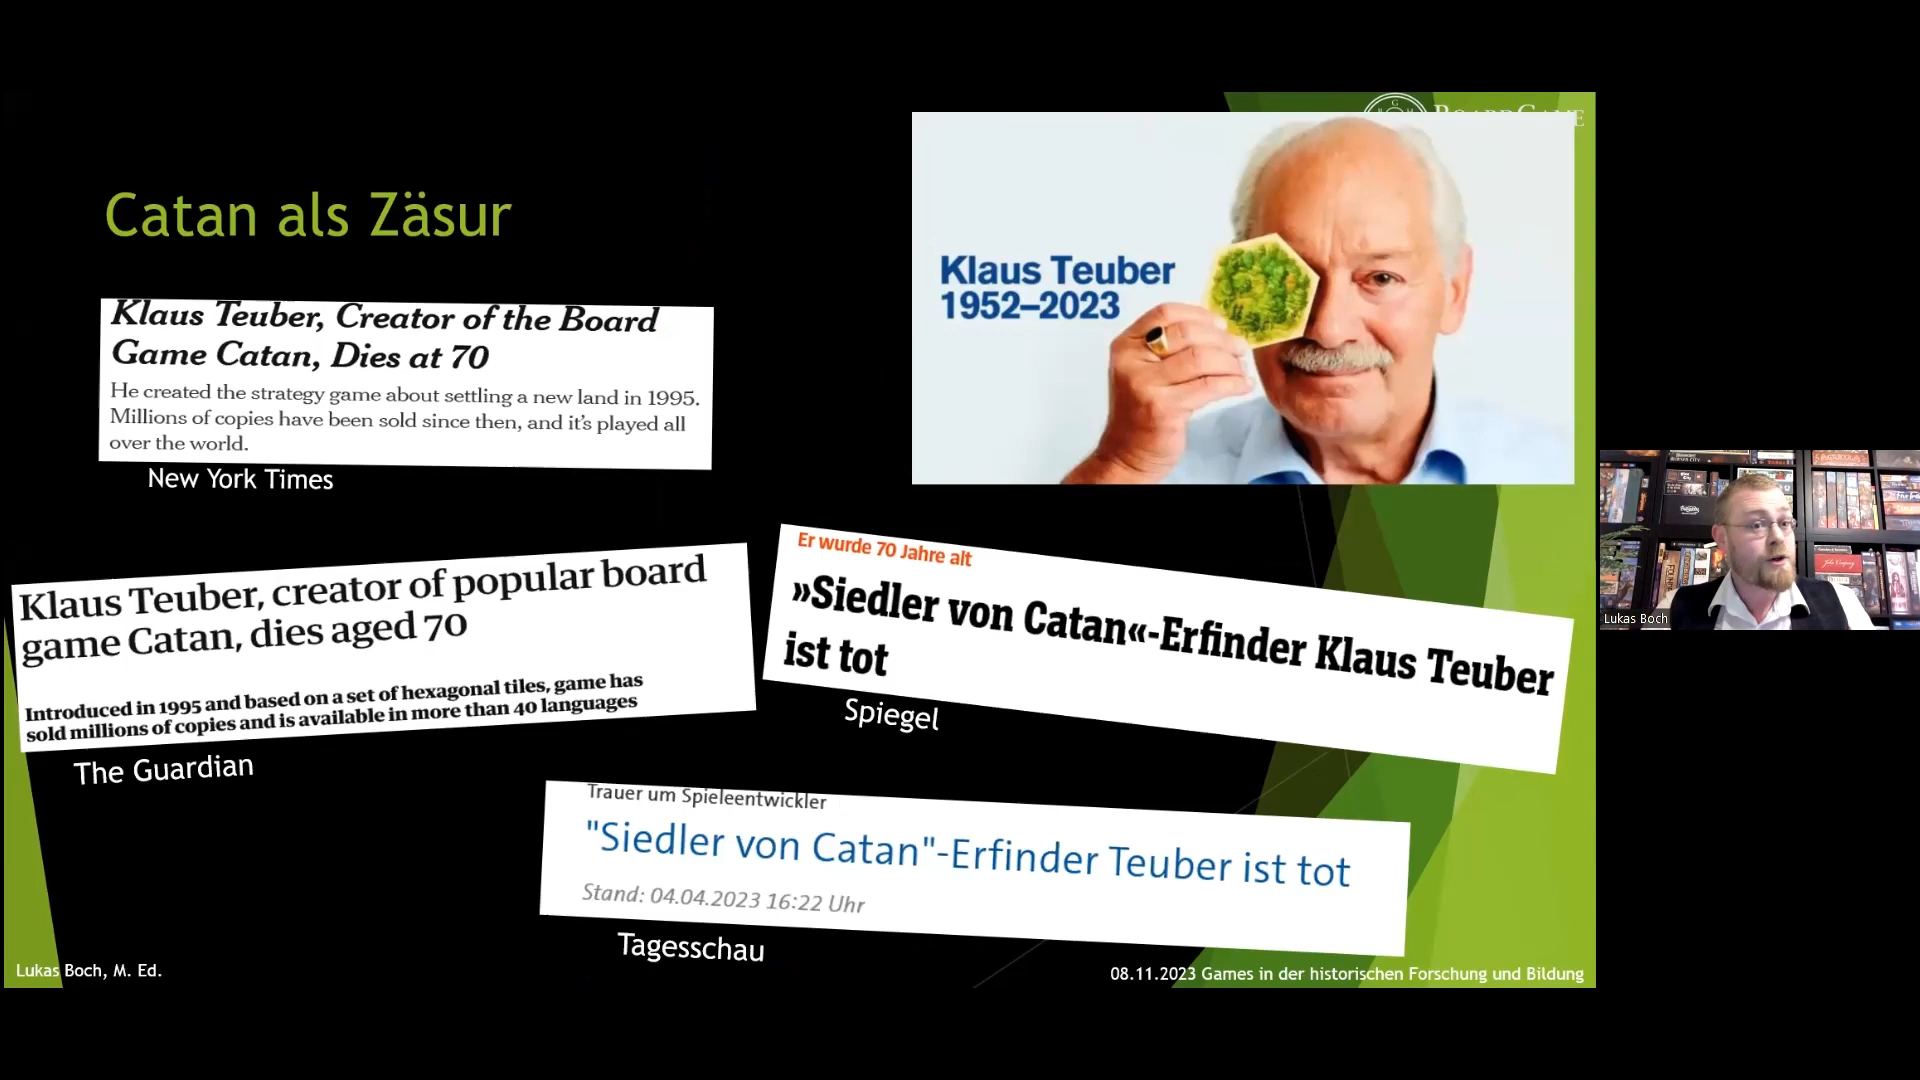 BOARDGAME
Catan als Zäsur
Klaus Teuber
1952–2023
Klaus Teuber, Creator of the Board
Game Catan, Dies at 70
He created the strategy game about settling a new land in 1995.
Millions of copies have been sold since then, and it's played all
over the world.
New York Times
Er wurde 70 Jahre alt
»Siedler von Catan«-Erfinder Klaus Teuber
ist tot
Spiegel
Klaus Teuber, creator of popular board
game Catan, dies aged 70
Introduced in 1995 and based on a set of hexagonal tiles, game has
sold millions of copies and is available in more than 40 languages
The Guardian
Trauer um Spieleentwickler
"Siedler von Catan"-Erfinder Teuber ist tot
Stand: 04.04.2023 16:22 Uhr
Tagesschau
Lukas Boch, M. Ed.
08.11.2023 Games in der historischen Forschung und Bildung
Lukas Boch